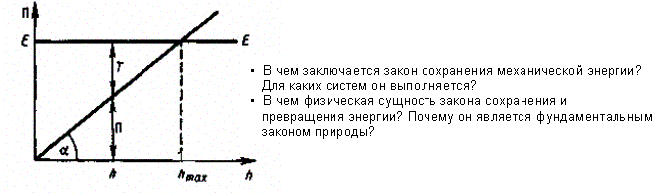 П
E
E
T
П
α
h
h max
h
• В чем заключается закон сохранения механической энергии?
Для каких систем он выполняется?
• В чем физическая сущность закона сохранения и
превращения энергии? Почему он является фундаментальным
законом природы?